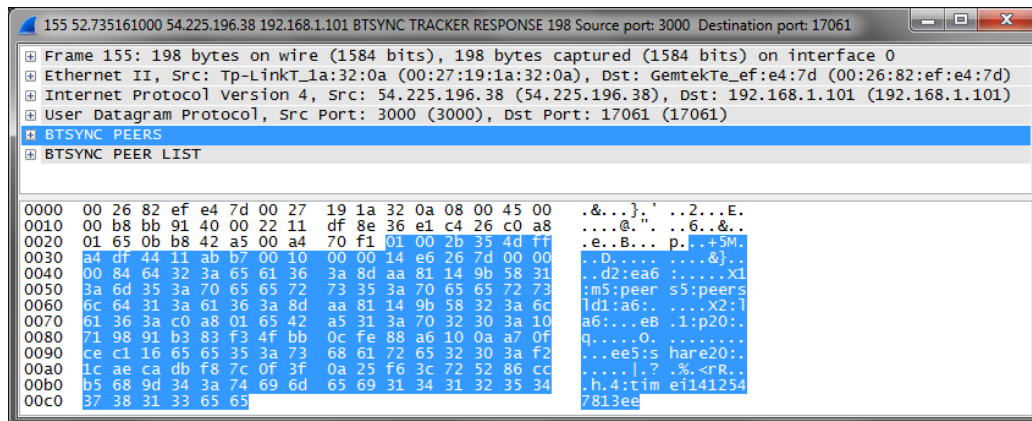 155 52.735161000 54.225.196.38 192.168.1.101 BTSYNC TRACKER RESPONSE 198 Source port: 3000 Destination port: 17061
Frame 155: 198 bytes on wire (1584 bits), 198 bytes captured (1584 bits) on interface 0
Ethernet II, Src: Tp-LinkT_1a:32:0a (00:27:19:1a:32:0a), Dst: GemtekTe_ef:e4:7d (00:26:82:ef:e4:7d)
Internet Protocol Version 4, Src: 54.225.196.38 (54.225.196.38), Dst: 192.168.1.101 (192.168.1.101)
User Datagram Protocol, Src Port: 3000 (3000), Dst Port: 17061 (17061)
BTSYNC PEERS
BTSYNC PEER LIST
0000 00 26 82 ef e4 7d 00 27 19 1a 32 0a 08 00 45 00 .&...}.' ..2...E.
0010 00 b8 bb 91 40 00 22 11 df 8e 36 e1 c4 26 c0 a8 ....@.". ..6..&..
0020 01 65 0b b8 42 a5 00 a4 70 f1 01 00 2b 35 4d ff .e..B... p...+5M.
0030 a4 df 44 11 ab b7 00 10 00 00 14 e6 26 7d 00 00 ..D..... ....&}..
0040 00 84 64 32 3a 65 61 36 3a 8d aa 81 14 9b 58 31 ..d2:ea6 :.....X1
0050 3a 6d 35 3a 70 65 65 72 73 35 3a 70 65 65 72 73 :m5:peer s5:peers
0060 6c 64 31 3a 61 36 3a 8d aa 81 14 9b 58 32 3a 6c ld1:a6:. ....X2:l
0070 61 36 3a c0 a8 01 65 42 a5 31 3a 70 32 30 3a 10 a6:...eB .1:p20:.
0080 71 98 91 b3 83 f3 4f bb 0c fe 88 a6 10 0a a7 0f q.....O. ........
0090 ce c1 16 65 65 35 3a 73 68 61 72 65 32 30 3a f2 ...ee5:s hare20:.
00a0 1c ae ca db f8 7c 0f 3f 0a 25 f6 3c 72 52 86 cc .....|.? .%.<rR..
00b0 b5 68 9d 34 3a 74 69 6d 65 69 31 34 31 32 35 34 .h.4:tim ei141254
00c0 37 38 31 33 65 65 7813ee